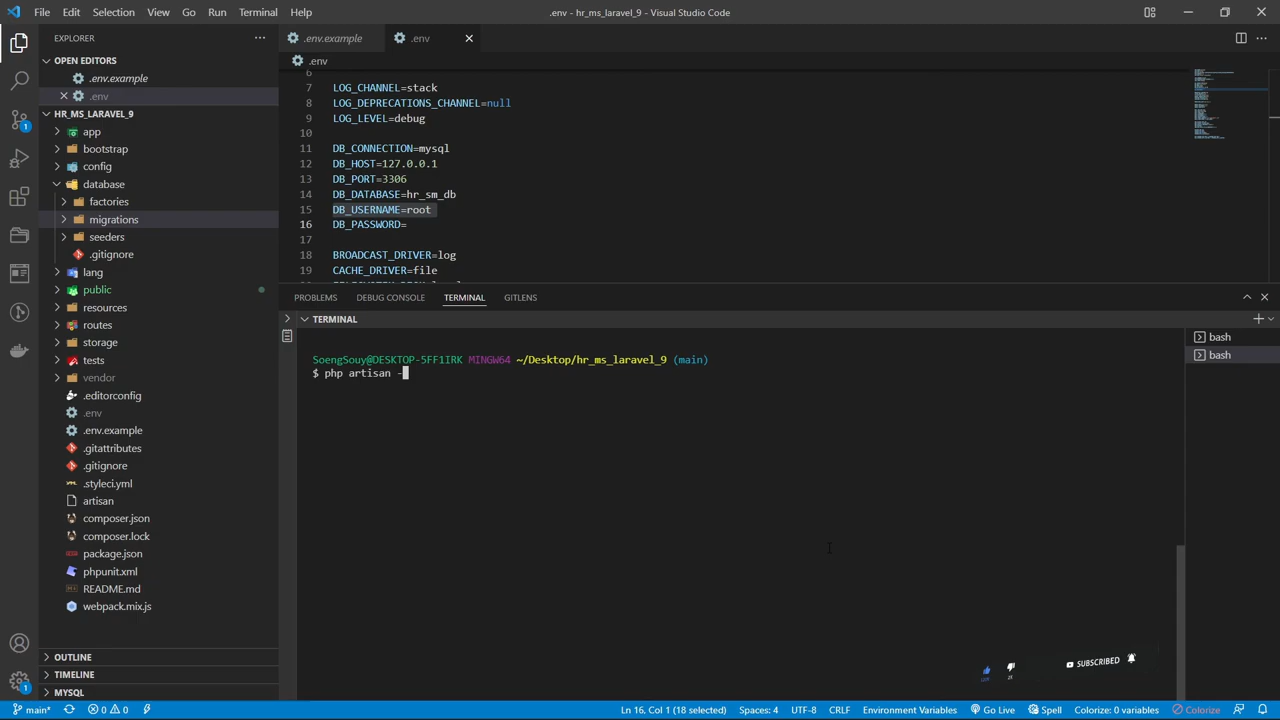 File Edit Selection View Go Run Terminal Help
.env - hr_ms_laravel_9 - Visual Studio Code
EXPLORER
OPEN EDITORS
.env.example
.env
HR_MS_LARAVEL_9
app
bootstrap
config
database
factories
migrations
seeders
.gitignore
lang
public
resources
routes
storage
tests
vendor
.editorconfig
.env
.env.example
.gitattributes
.gitignore
.styleci.yml
artisan
composer.json
composer.lock
package.json
phpunit.xml
README.md
webpack.mix.js
OUTLINE
TIMELINE
MYSQL
1
1
.env.example
.env
.env
6
7 LOG_CHANNEL=stack
8 LOG_DEPRECATIONS_CHANNEL=null
9 LOG_LEVEL=debug
10
11 DB_CONNECTION=mysql
12 DB_HOST=127.0.0.1
13 DB_PORT=3306
14 DB_DATABASE=hr_sm_db
15 DB_USERNAME=root
16 DB_PASSWORD=
17
18 BROADCAST_DRIVER=log
19 CACHE_DRIVER=file
PROBLEMS DEBUG CONSOLE TERMINAL GITLENS
TERMINAL
SoengSouy@DESKTOP-5FF1IRK MINGW64 ~/Desktop/hr_ms_laravel_9 (main)
$ php artisan -
bash
bash
SUBSCRIBED
main* 0 0 Ln 16, Col 1 (18 selected) Spaces: 4 UTF-8 CRLF Environment Variables Go Live Spell Colorize: 0 variables Colorize